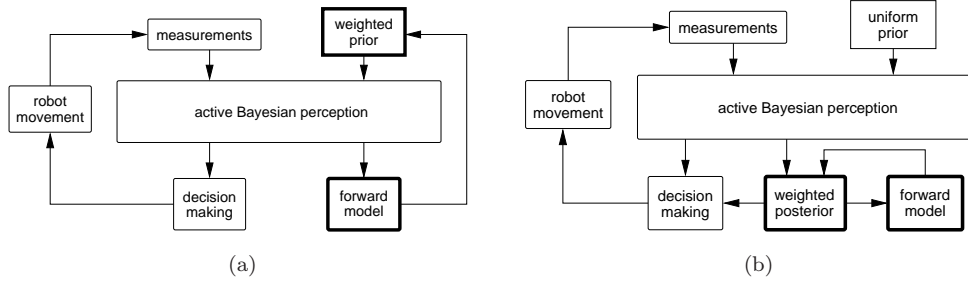 measurements
weighted
prior
robot
movement
active Bayesian perception
decision
making
forward
model
(a)
measurements
uniform
prior
robot
movement
active Bayesian perception
decision
making
weighted
posterior
forward
model
(b)